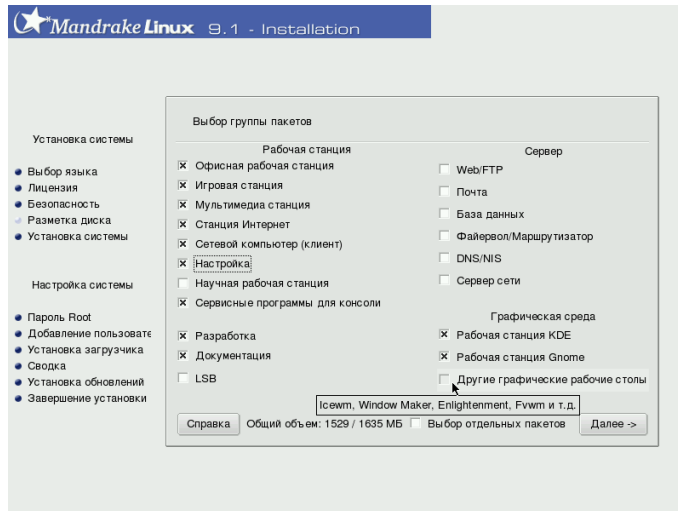 Mandrake Linux 9.1 - Installation
Установка системы
Выбор языка
Лицензия
Безопасность
Разметка диска
Установка системы
Настройка системы
Пароль Root
Добавление пользовате
Установка загрузчика
Сводка
Установка обновлений
Завершение установки
Выбор группы пакетов
Рабочая станция
Офисная рабочая станция
Игровая станция
Мультимедиа станция
Станция Интернет
Сетевой компьютер (клиент)
Настройка
Научная рабочая станция
Сервисные программы для консоли
Разработка
Документация
LSB
Сервер
Web/FTP
Почта
База данных
Файервол/Маршрутизатор
DNS/NIS
Сервер сети
Графическая среда
Рабочая станция KDE
Рабочая станция Gnome
Другие графические рабочие столы
Icewm, Window Maker, Enlightenment, Fvwm и т.д.
Справка Общий объем: 1529 / 1635 МБ Выбор отдельных пакетов Далее ->